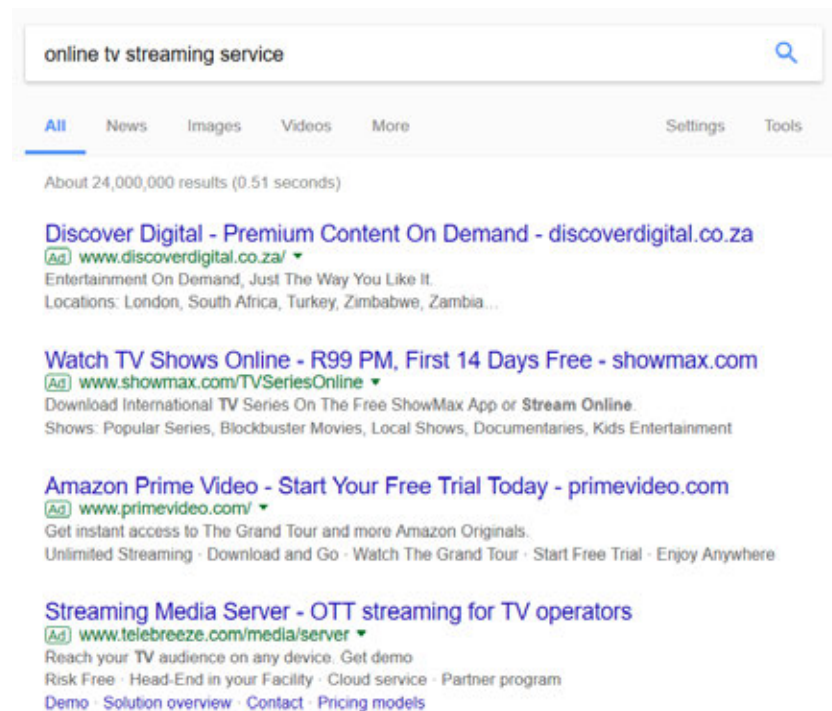 online tv streaming service
All News Images Videos More Settings Tools
About 24,000,000 results (0.51 seconds)
Discover Digital - Premium Content On Demand - discoverdigital.co.za
Ad www.discoverdigital.co.za/
Entertainment On Demand, Just The Way You Like It.
Locations: London, South Africa, Turkey, Zimbabwe, Zambia...
Watch TV Shows Online - R99 PM, First 14 Days Free - showmax.com
Ad www.showmax.com/TVSeriesOnline
Download International TV Series On The Free ShowMax App or Stream Online.
Shows: Popular Series, Blockbuster Movies, Local Shows, Documentaries, Kids Entertainment
Amazon Prime Video - Start Your Free Trial Today - primevideo.com
Ad www.primevideo.com/
Get instant access to The Grand Tour and more Amazon Originals.
Unlimited Streaming · Download and Go · Watch The Grand Tour · Start Free Trial · Enjoy Anywhere
Streaming Media Server - OTT streaming for TV operators
Ad www.telebreeze.com/media/server
Reach your TV audience on any device. Get demo
Risk Free · Head-End in your Facility · Cloud service · Partner program
Demo · Solution overview · Contact · Pricing models